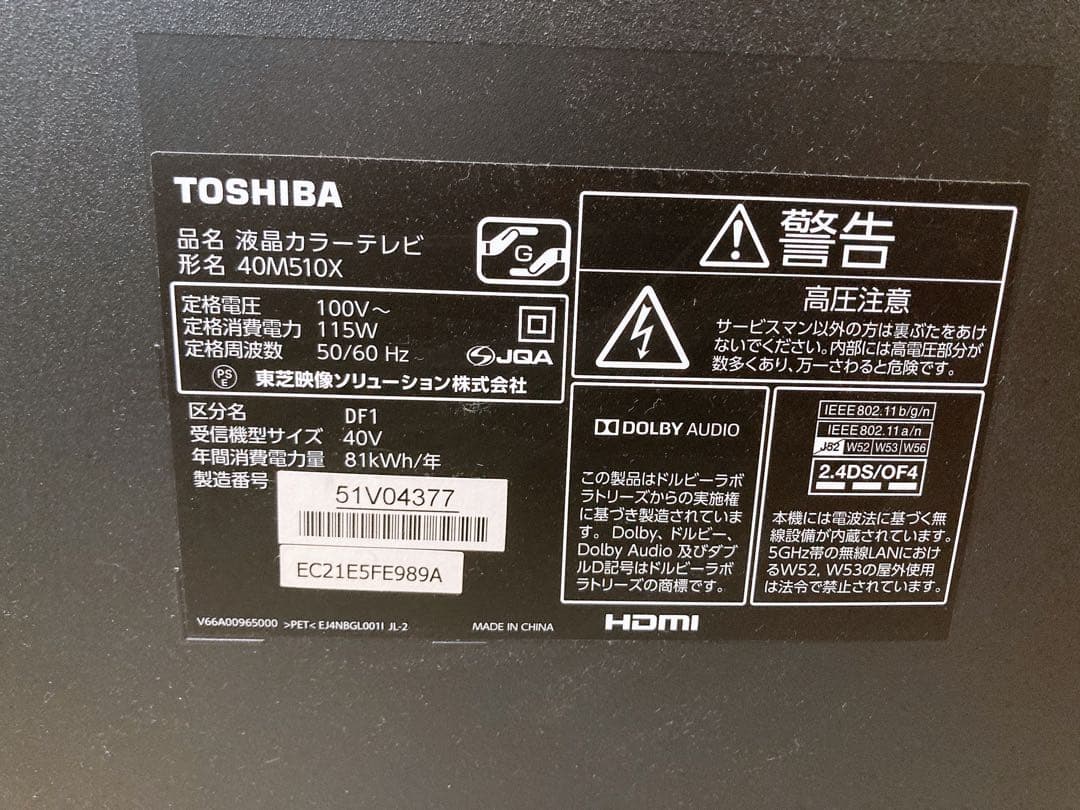 TOSHIBA
品名 液晶カラーテレビ
形名 40M510X
G
定格電圧 100V～
定格消費電力 115W
定格周波数 50/60 Hz
JQA
PS
E
東芝映像ソリューション株式会社
区分名 DF1
受信機型サイズ 40V
年間消費電力量 81kWh/年
製造番号
51V04377
EC21E5FE989A
V66A00965000 >PET< EJ4NBGL001I JL-2
MADE IN CHINA
警告
高圧注意
サービスマン以外の方は裏ぶたをあけ
ないでください。内部には高電圧部分が
数多くあり、万一さわると危険です。
DOLBY AUDIO
この製品はドルビーラボ
ラトリーズからの実施権
に基づき製造されていま
す。Dolby、ドルビー、
Dolby Audio 及びダブ
ルD記号はドルビーラボ
ラトリーズの商標です。
IEEE802.11b/g/n
IEEE802.11a/n
J52 W52 W53 W56
2.4DS/OF4
本機には電波法に基づく無
線設備が内蔵されています。
5GHz帯の無線LANにおけ
るW52, W53の屋外使用
は法令で禁止されています。
HDMI